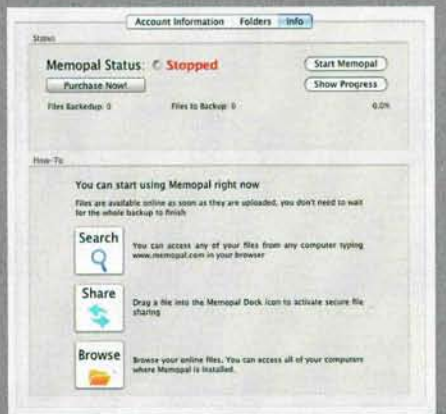 Account Information Folders Info
Status
Memopal Status: Stopped
Start Memopal
Purchase Now!
Show Progress
Files Backedup: 0 Files to Backup: 0 0.0%
How-To
You can start using Memopal right now
Files are available online as soon as they are uploaded, you don't need to wait
for the whole backup to finish
Search
You can access any of your files from any computer typing
www.memopal.com in your browser
Share
Drag a file into the Memopal Dock icon to activate secure file
sharing
Browse
Browse your online files. You can access all of your computers
where Memopal is installed.